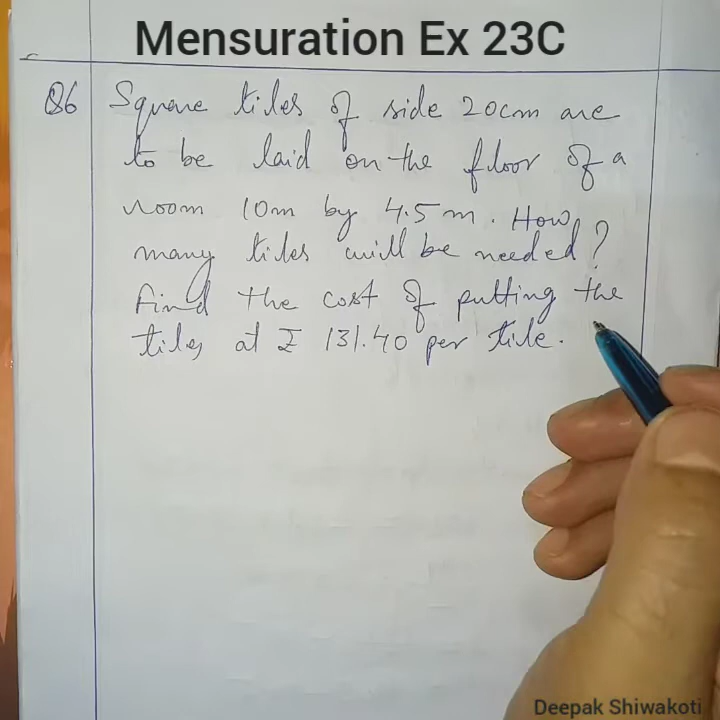 Mensuration Ex 23C
Q6 Square tiles of side 20cm are
to be laid on the floor of a
room 10m by 4.5m. How
many tiles will be needed?
Find the cost of putting the
tiles at ₹ 131.40 per tile.
Deepak Shiwakoti